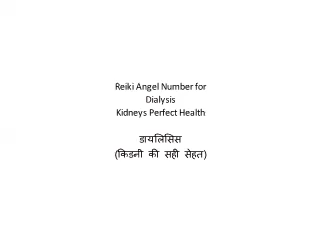 Reiki Angel Number for
Dialysis
Kidneys Perfect Health
डायलिसिस
(किडनी की सही सेहत)